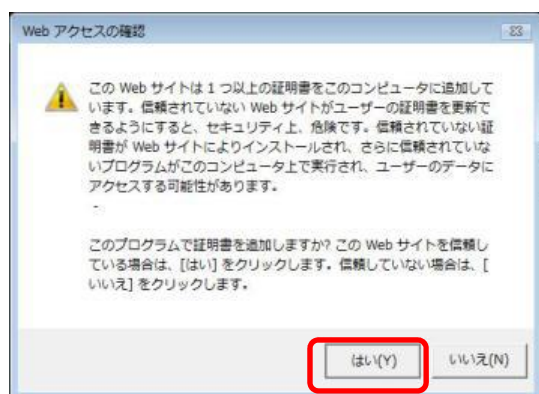 Web アクセスの確認
この Web サイトは 1 つ以上の証明書をこのコンピュータに追加して
います。信頼されていない Web サイトがユーザーの証明書を更新で
きるようにすると、セキュリティ上、危険です。信頼されていない証
明書が Web サイトによりインストールされ、さらに信頼されていな
いプログラムがこのコンピュータ上で実行され、ユーザーのデータに
アクセスする可能性があります。
-
このプログラムで証明書を追加しますか? この Web サイトを信頼し
ている場合は、[はい] をクリックします。信頼していない場合は、[
いいえ] をクリックします。
はい(Y) いいえ(N)